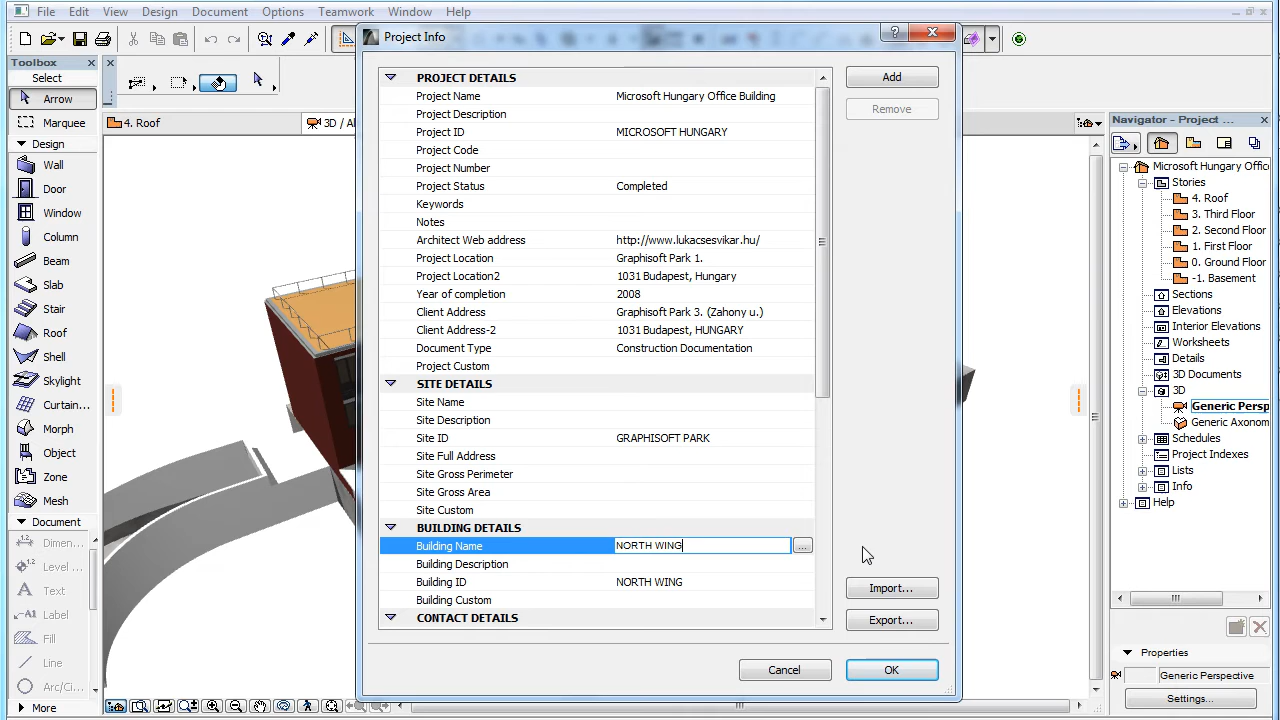 File Edit View Design Document Options Teamwork Window Help
Project Info
Toolbox
Select
Arrow
Marquee
Design
Wall
Door
Window
Column
Beam
Slab
Stair
Roof
Shell
Skylight
Curtain...
Morph
Object
Zone
Mesh
Document
Dimen...
Level ...
Text
Label
Fill
Line
Arc/Ci...
More
4. Roof
PROJECT DETAILS
Project Name Microsoft Hungary Office Building
Project Description
Project ID MICROSOFT HUNGARY
Project Code
Project Number
Project Status Completed
Keywords
Notes
Architect Web address http://www.lukacsesvikar.hu/
Project Location Graphisoft Park 1.
Project Location2 1031 Budapest, Hungary
Year of completion 2008
Client Address Graphisoft Park 3. (Zahony u.)
Client Address-2 1031 Budapest, HUNGARY
Document Type Construction Documentation
Project Custom
SITE DETAILS
Site Name
Site Description
Site ID GRAPHISOFT PARK
Site Full Address
Site Gross Perimeter
Site Gross Area
Site Custom
BUILDING DETAILS
Building Name NORTH WING ...
Building Description
Building ID NORTH WING
Building Custom
CONTACT DETAILS
Add
Remove
Import...
Export...
Cancel
OK
Navigator - Project ...
Microsoft Hungary Offic
Stories
4. Roof
3. Third Floor
2. Second Floor
1. First Floor
0. Ground Floor
-1. Basement
Sections
Elevations
Interior Elevations
Worksheets
Details
3D Documents
3D
Generic Persp
Generic Axonom
Schedules
Project Indexes
Lists
Info
Help
Properties
Generic Perspective
Settings...